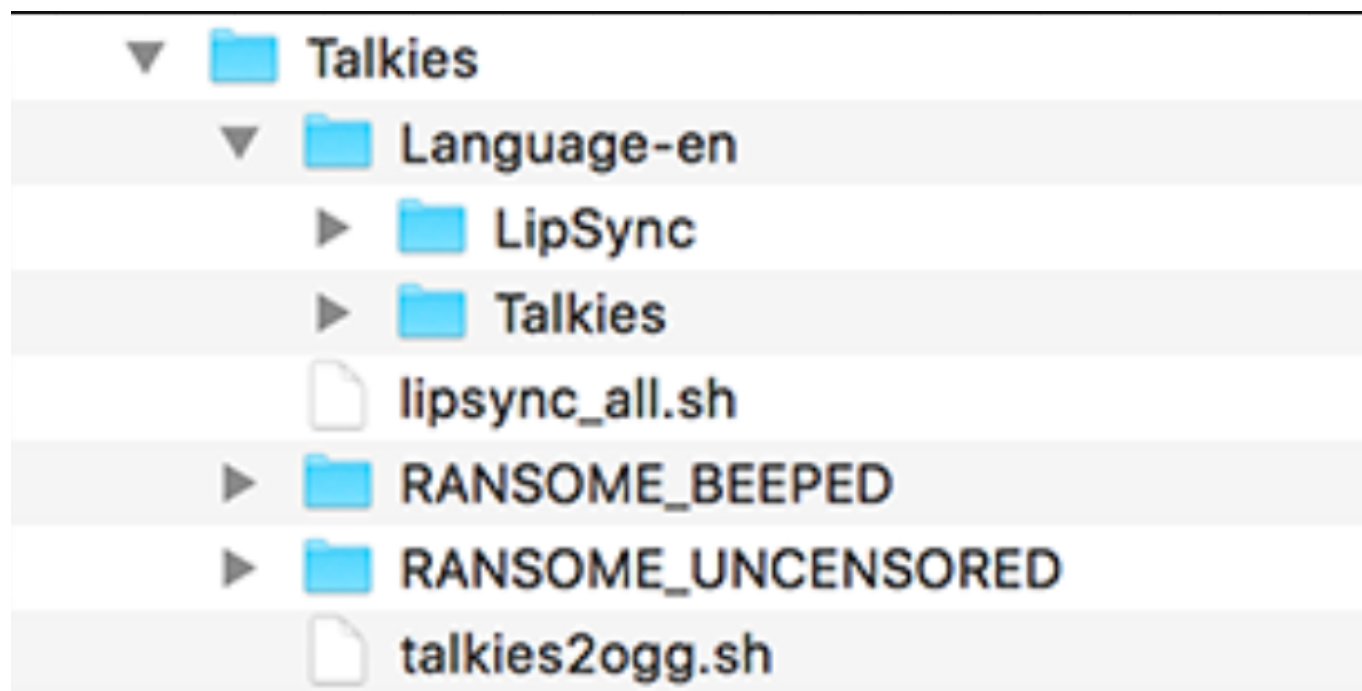 Talkies
Language-en
LipSync
Talkies
lipsync_all.sh
RANSOME_BEEPED
RANSOME_UNCENSORED
talkies2ogg.sh